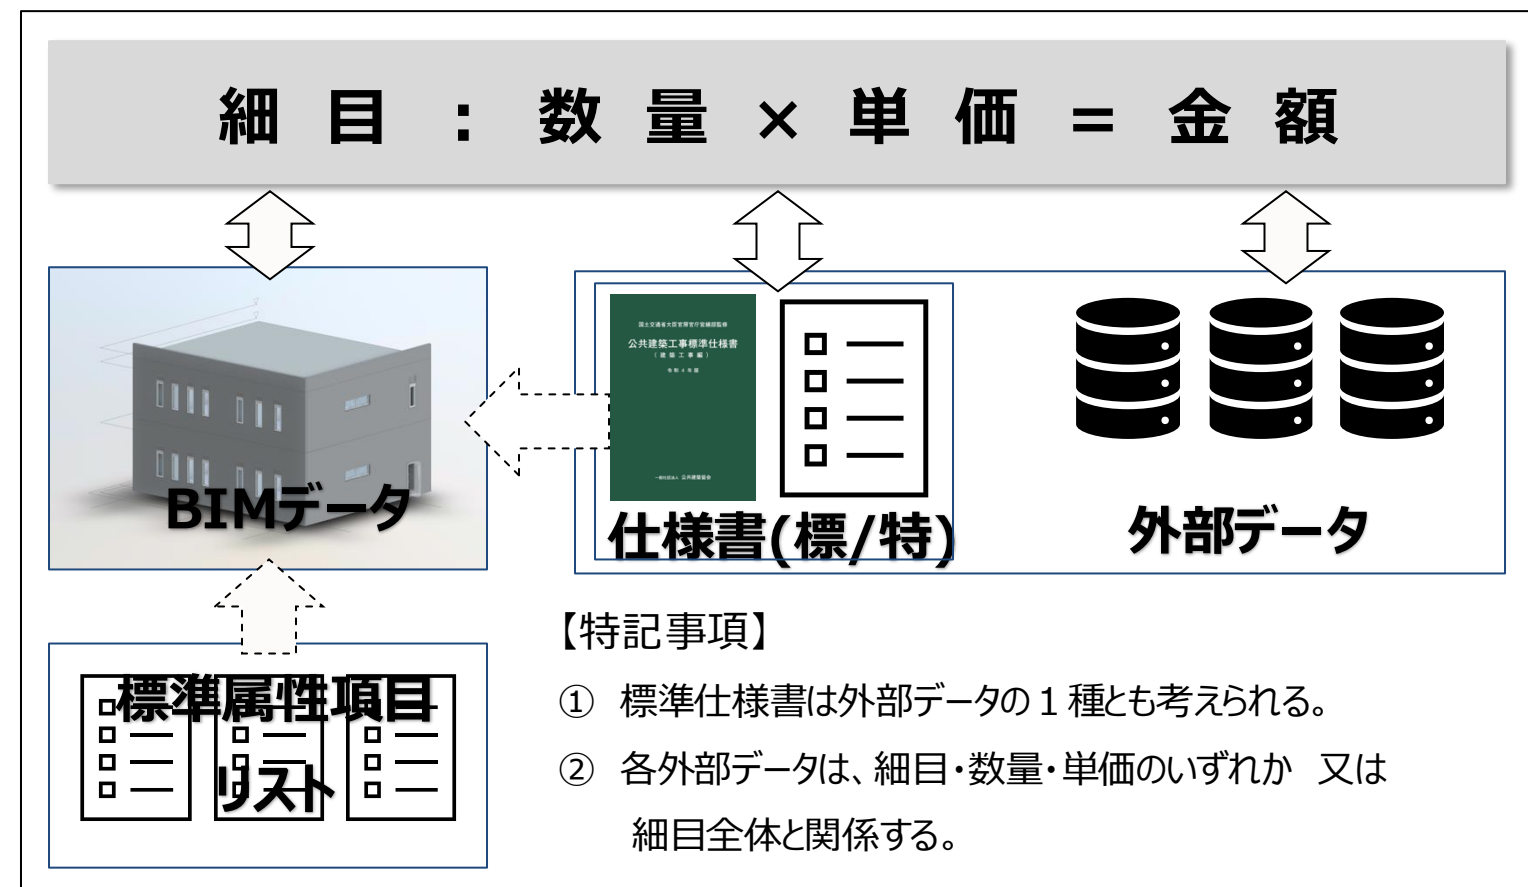 細目：数量×単価=金額
国土交通省大臣官房官庁営繕部監修
公共建築工事標準仕様書
(建築工事編)
令和4年版
一般社団法人 公共建築協会
BIMデータ
仕様書(標/特)
外部データ
標準属性項目
リスト
【特記事項】
① 標準仕様書は外部データの１種とも考えられる。
② 各外部データは、細目・数量・単価のいずれか 又は
細目全体と関係する。